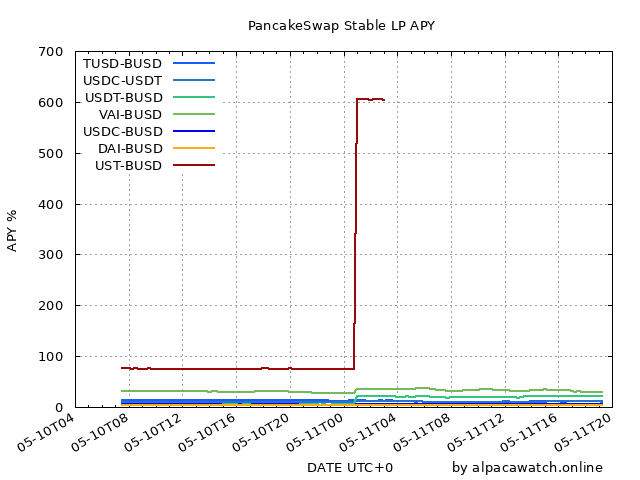 PancakeSwap Stable LP APY
700
600
500
400
300
200
100
0
APY %
TUSD-BUSD
USDC-USDT
USDT-BUSD
VAI-BUSD
USDC-BUSD
DAI-BUSD
UST-BUSD
05-10T04
05-10T08
05-10T12
05-10T16
05-10T20
05-11T00
05-11T04
05-11T08
05-11T12
05-11T16
05-11T20
DATE UTC+0
by alpacawatch.online